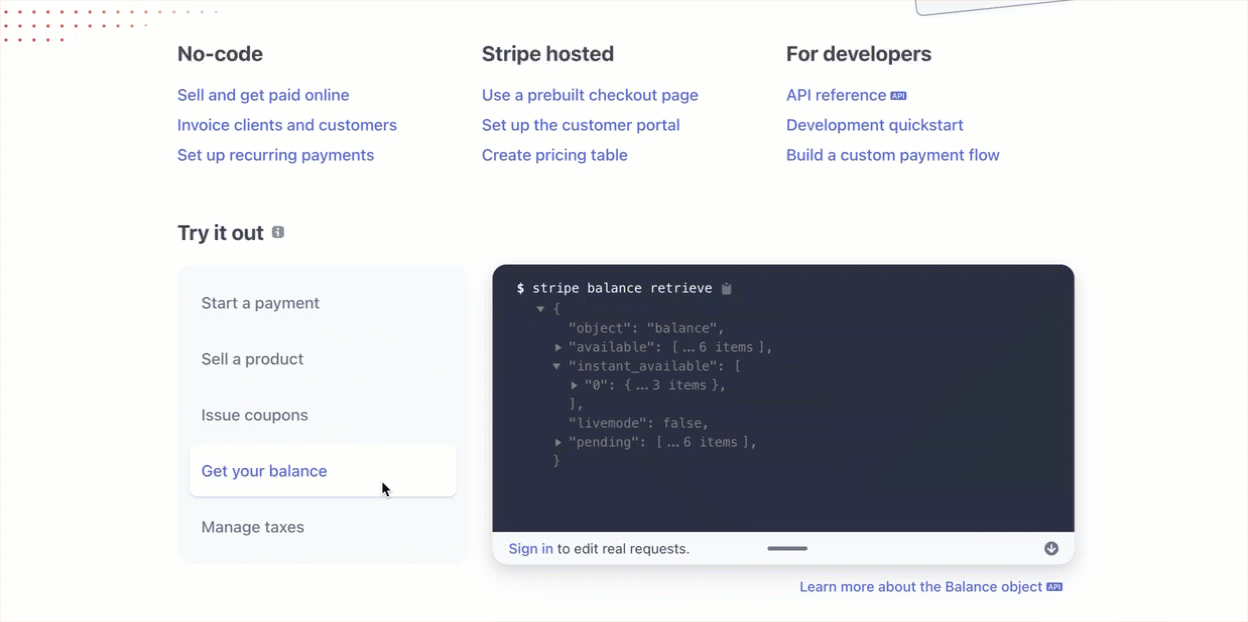 No-code
Sell and get paid online
Invoice clients and customers
Set up recurring payments
Stripe hosted
Use a prebuilt checkout page
Set up the customer portal
Create pricing table
For developers
API reference API
Development quickstart
Build a custom payment flow
Try it out
Start a payment
Sell a product
Issue coupons
Get your balance
Manage taxes
$ stripe balance retrieve
{
"object": "balance",
"available": [ … 6 items ],
"instant_available": [
"0": { … 3 items },
],
"livemode": false,
"pending": [ … 6 items ],
}
Sign in to edit real requests.
Learn more about the Balance object API